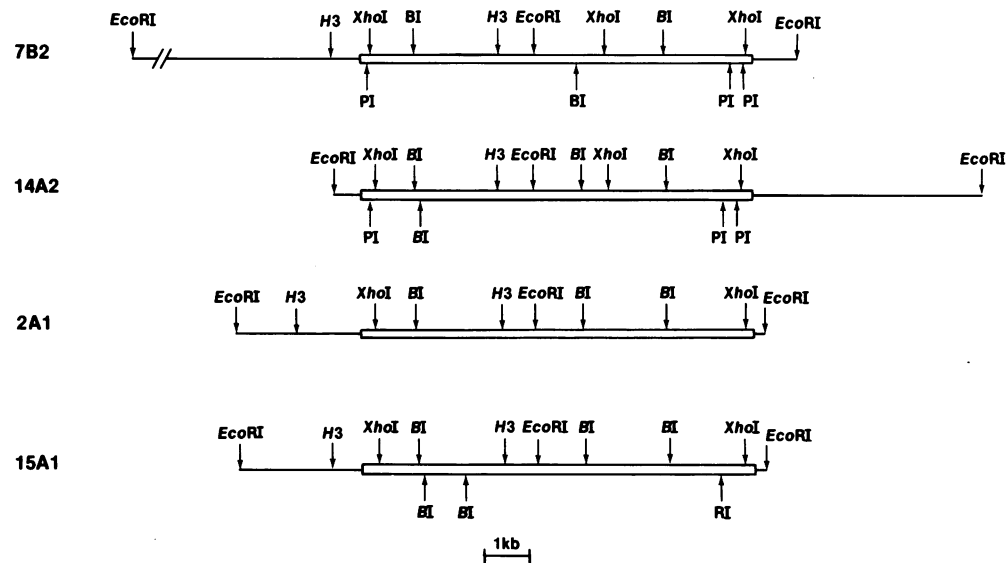 EcoRI H3 XhoI BI H3 EcoRI XhoI BI XhoI EcoRI
7B2
PI BI PI PI
EcoRI XhoI BI H3 EcoRI BI XhoI BI XhoI EcoRI
14A2
PI BI PI PI
EcoRI H3 XhoI BI H3 EcoRI BI BI XhoI EcoRI
2A1
EcoRI H3 XhoI BI H3 EcoRI BI BI XhoI EcoRI
15A1
BI BI RI
1kb